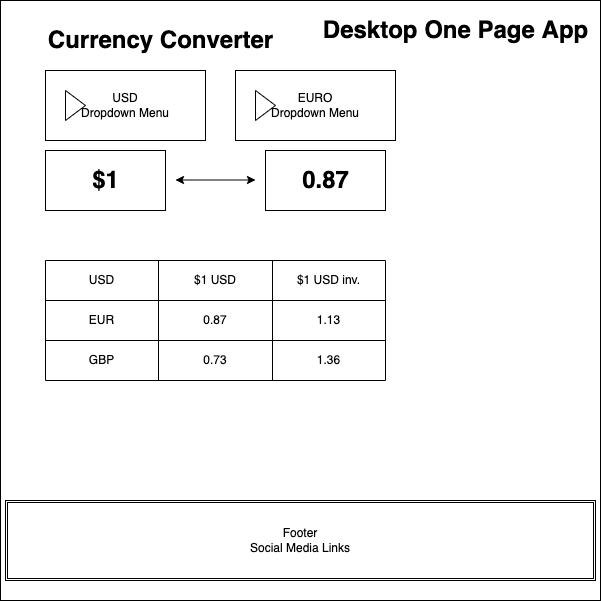 Desktop One Page App
Currency Converter
USD
Dropdown Menu
EURO
Dropdown Menu
$1
0.87
USD $1 USD $1 USD inv.
EUR 0.87 1.13
GBP 0.73 1.36
Footer
Social Media Links